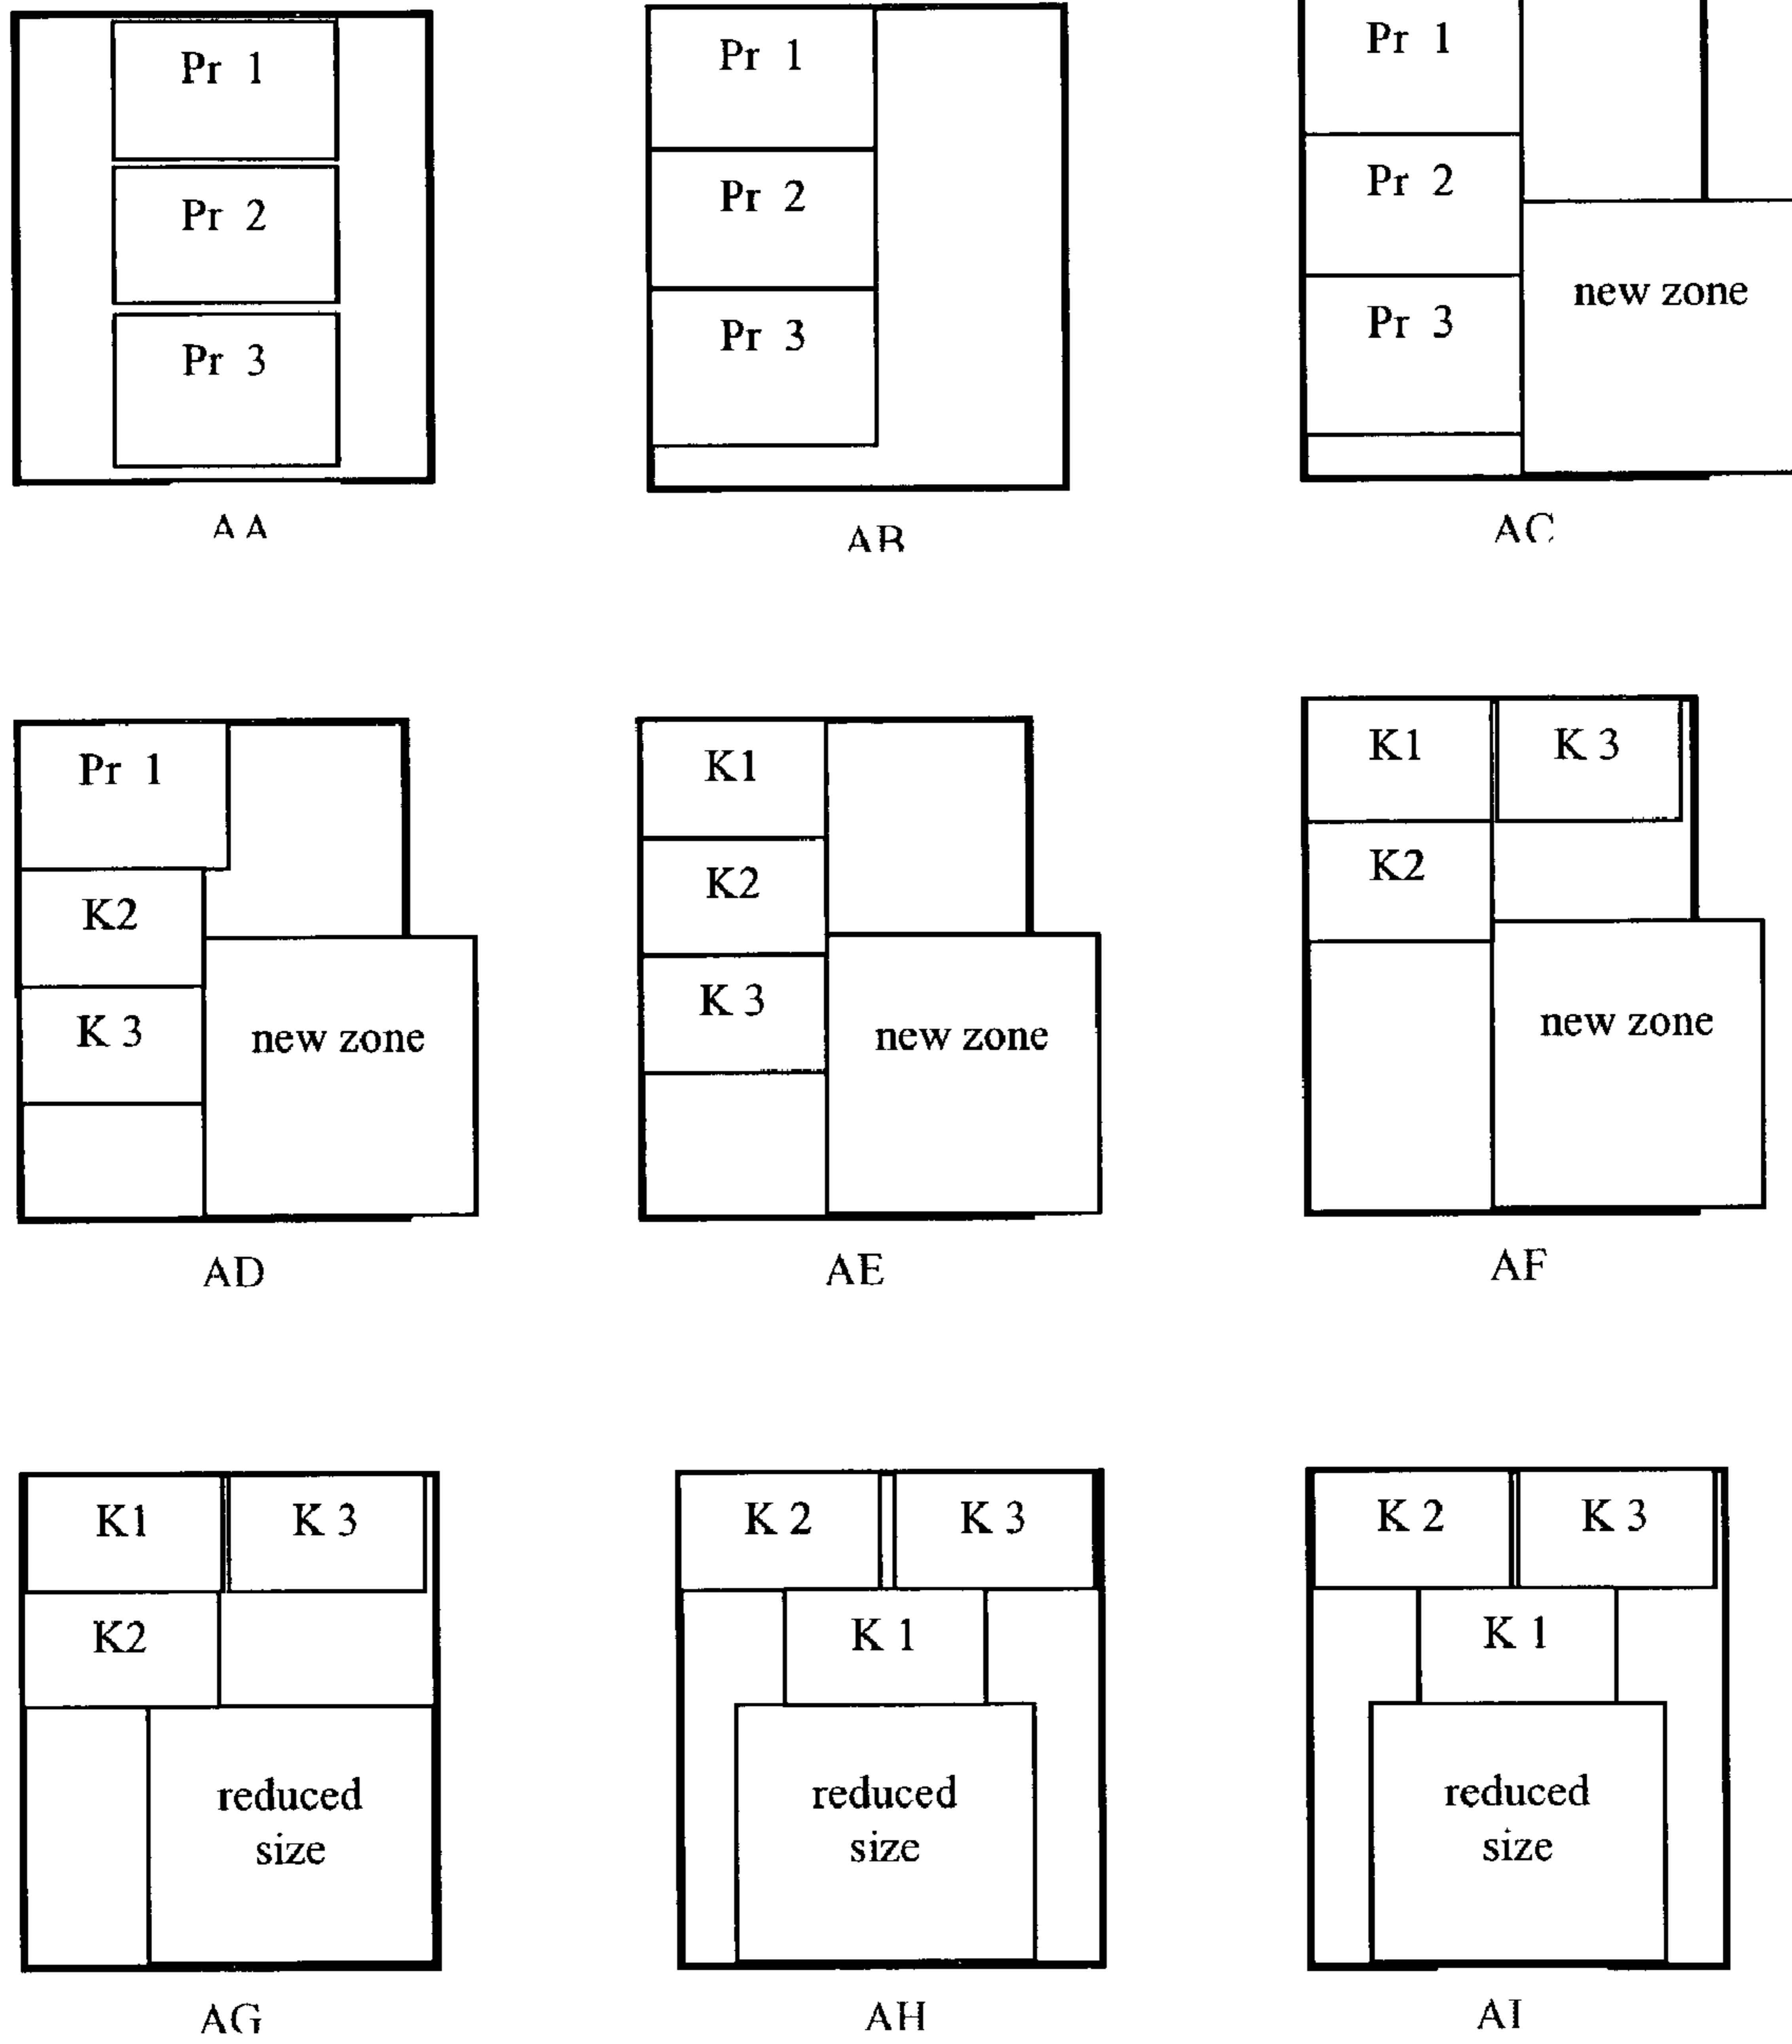 Pr 1
Pr 2
Pr 3
AA
Pr 1
Pr 2
Pr 3
AB
Pr 1
Pr 2
Pr 3
new zone
AC
Pr 1
K2
K 3
new zone
AD
K1
K2
K 3
new zone
AE
K1
K 3
K2
new zone
AF
K1
K 3
K2
reduced
size
AG
K 2
K 3
K 1
reduced
size
AH
K 2
K 3
K 1
reduced
size
AI